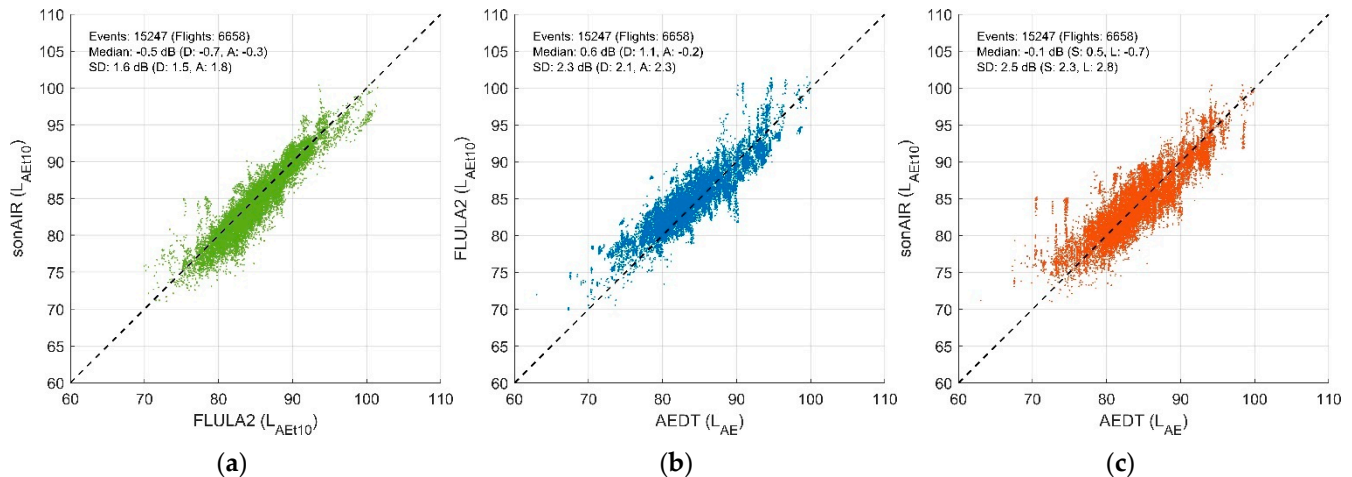 Events: 15247 (Flights: 6658)
Median: -0.5 dB (D: -0.7, A: -0.3)
SD: 1.6 dB (D: 1.5, A: 1.8)
110
105
100
95
90
85
80
75
70
65
60
sonAIR (L_AEt10)
60 70 80 90 100 110
FLULA2 (L_AEt10)
(a)
Events: 15247 (Flights: 6658)
Median: 0.6 dB (D: 1.1, A: -0.2)
SD: 2.3 dB (D: 2.1, A: 2.3)
110
105
100
95
90
85
80
75
70
65
60
FLULA2 (L_AEt10)
60 70 80 90 100 110
AEDT (L_AE)
(b)
Events: 15247 (Flights: 6658)
Median: -0.1 dB (S: 0.5, L: -0.7)
SD: 2.5 dB (S: 2.3, L: 2.8)
110
105
100
95
90
85
80
75
70
65
60
sonAIR (L_AEt10)
60 70 80 90 100 110
AEDT (L_AE)
(c)